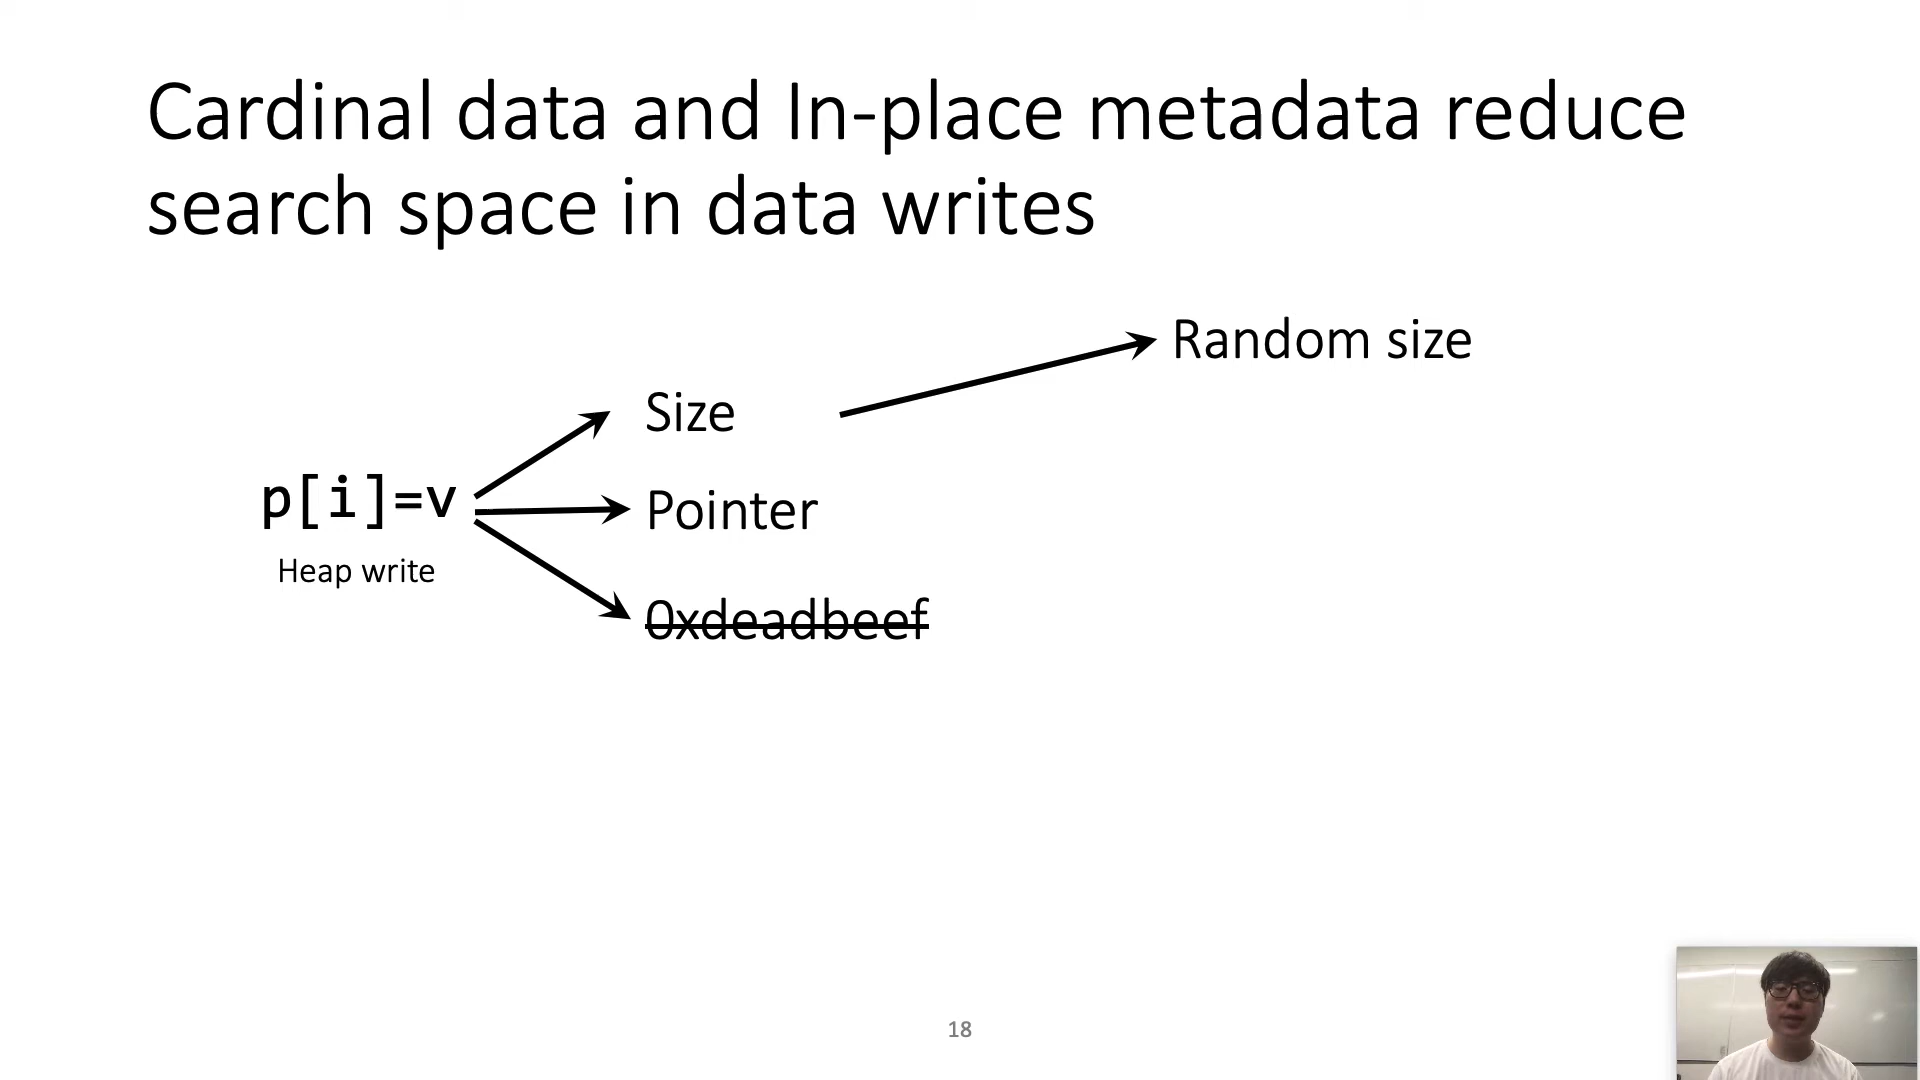 Cardinal data and In-place metadata reduce
search space in data writes
Random size
Size
p[i]=v
Pointer
Heap write
0xdeadbeef
18